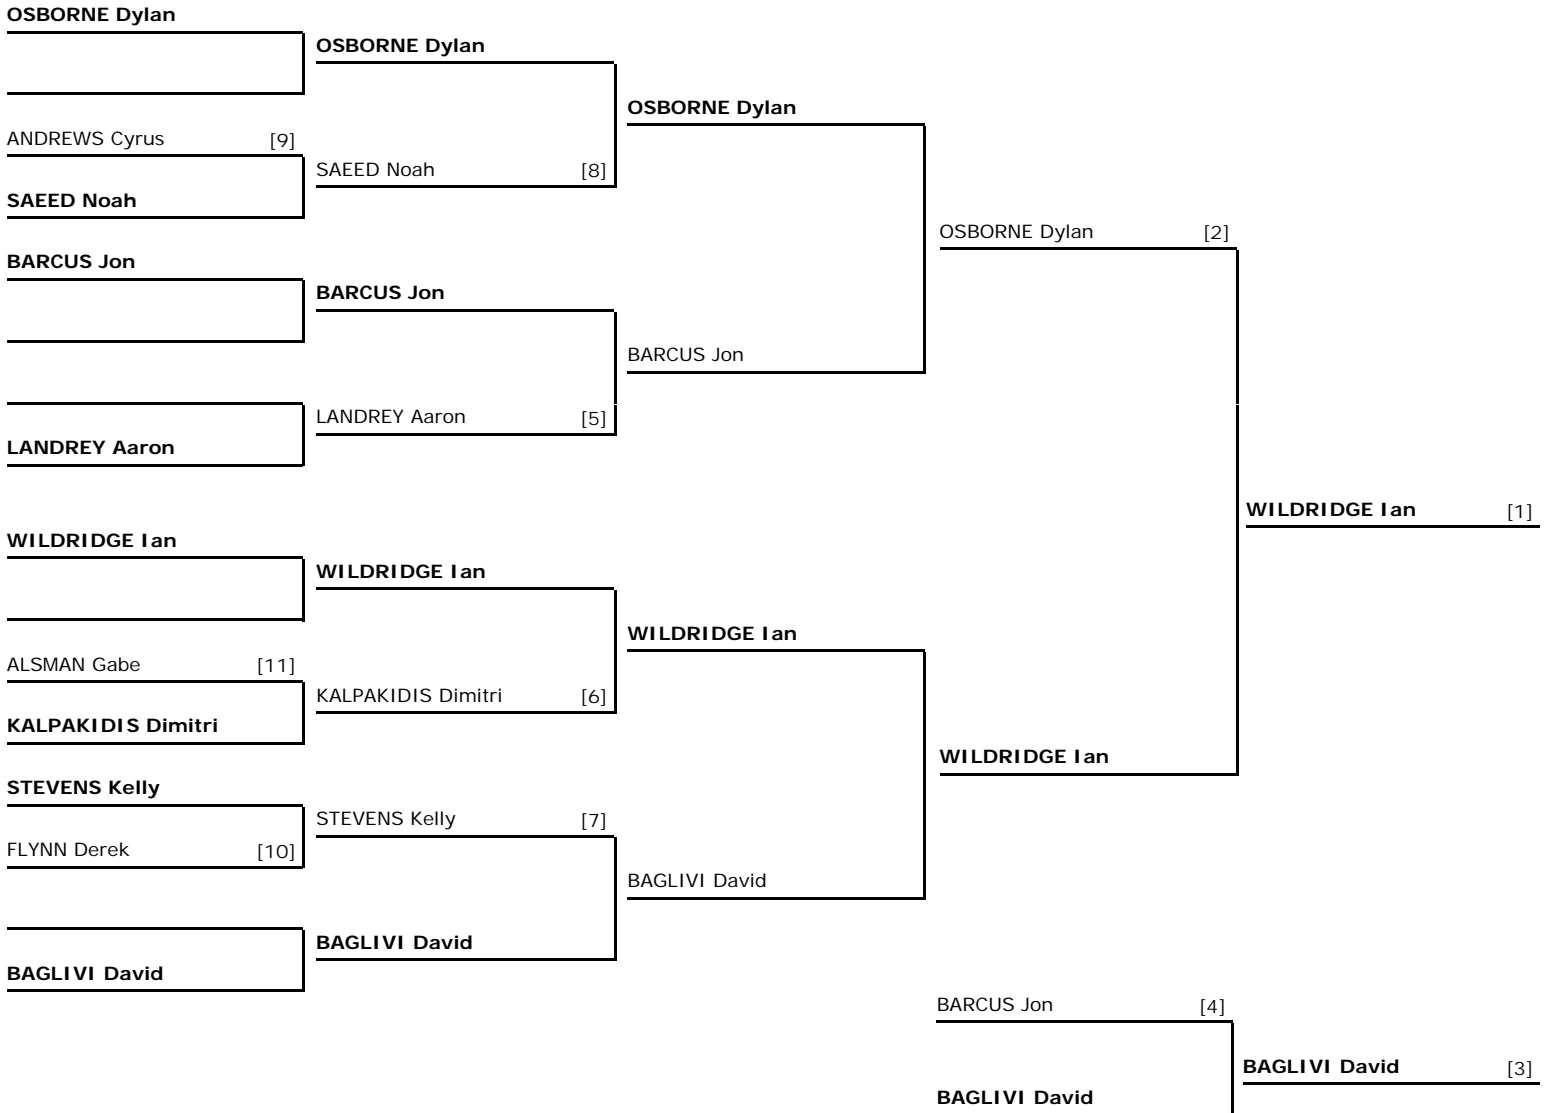 OSBORNE Dylan
OSBORNE Dylan
OSBORNE Dylan
ANDREWS Cyrus [9]
SAEED Noah [8]
SAEED Noah
OSBORNE Dylan [2]
BARCUS Jon
BARCUS Jon
BARCUS Jon
LANDREY Aaron [5]
LANDREY Aaron
WILDRIDGE Ian [1]
WILDRIDGE Ian
WILDRIDGE Ian
WILDRIDGE Ian
ALSMAN Gabe [11]
KALPAKIDIS Dimitri [6]
KALPAKIDIS Dimitri
WILDRIDGE Ian
STEVENS Kelly
STEVENS Kelly [7]
FLYNN Derek [10]
BAGLIVI David
BAGLIVI David
BAGLIVI David
BARCUS Jon [4]
BAGLIVI David [3]
BAGLIVI David